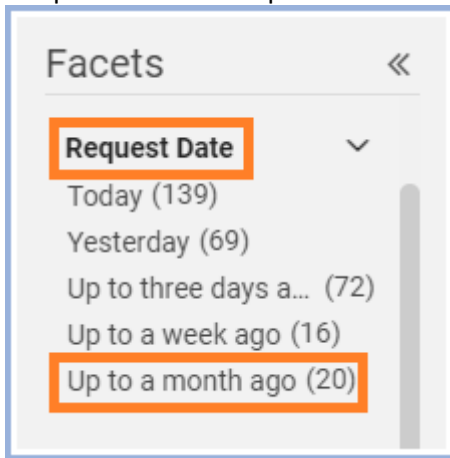 Facets «
Request Date
Today (139)
Yesterday (69)
Up to three days a... (72)
Up to a week ago (16)
Up to a month ago (20)